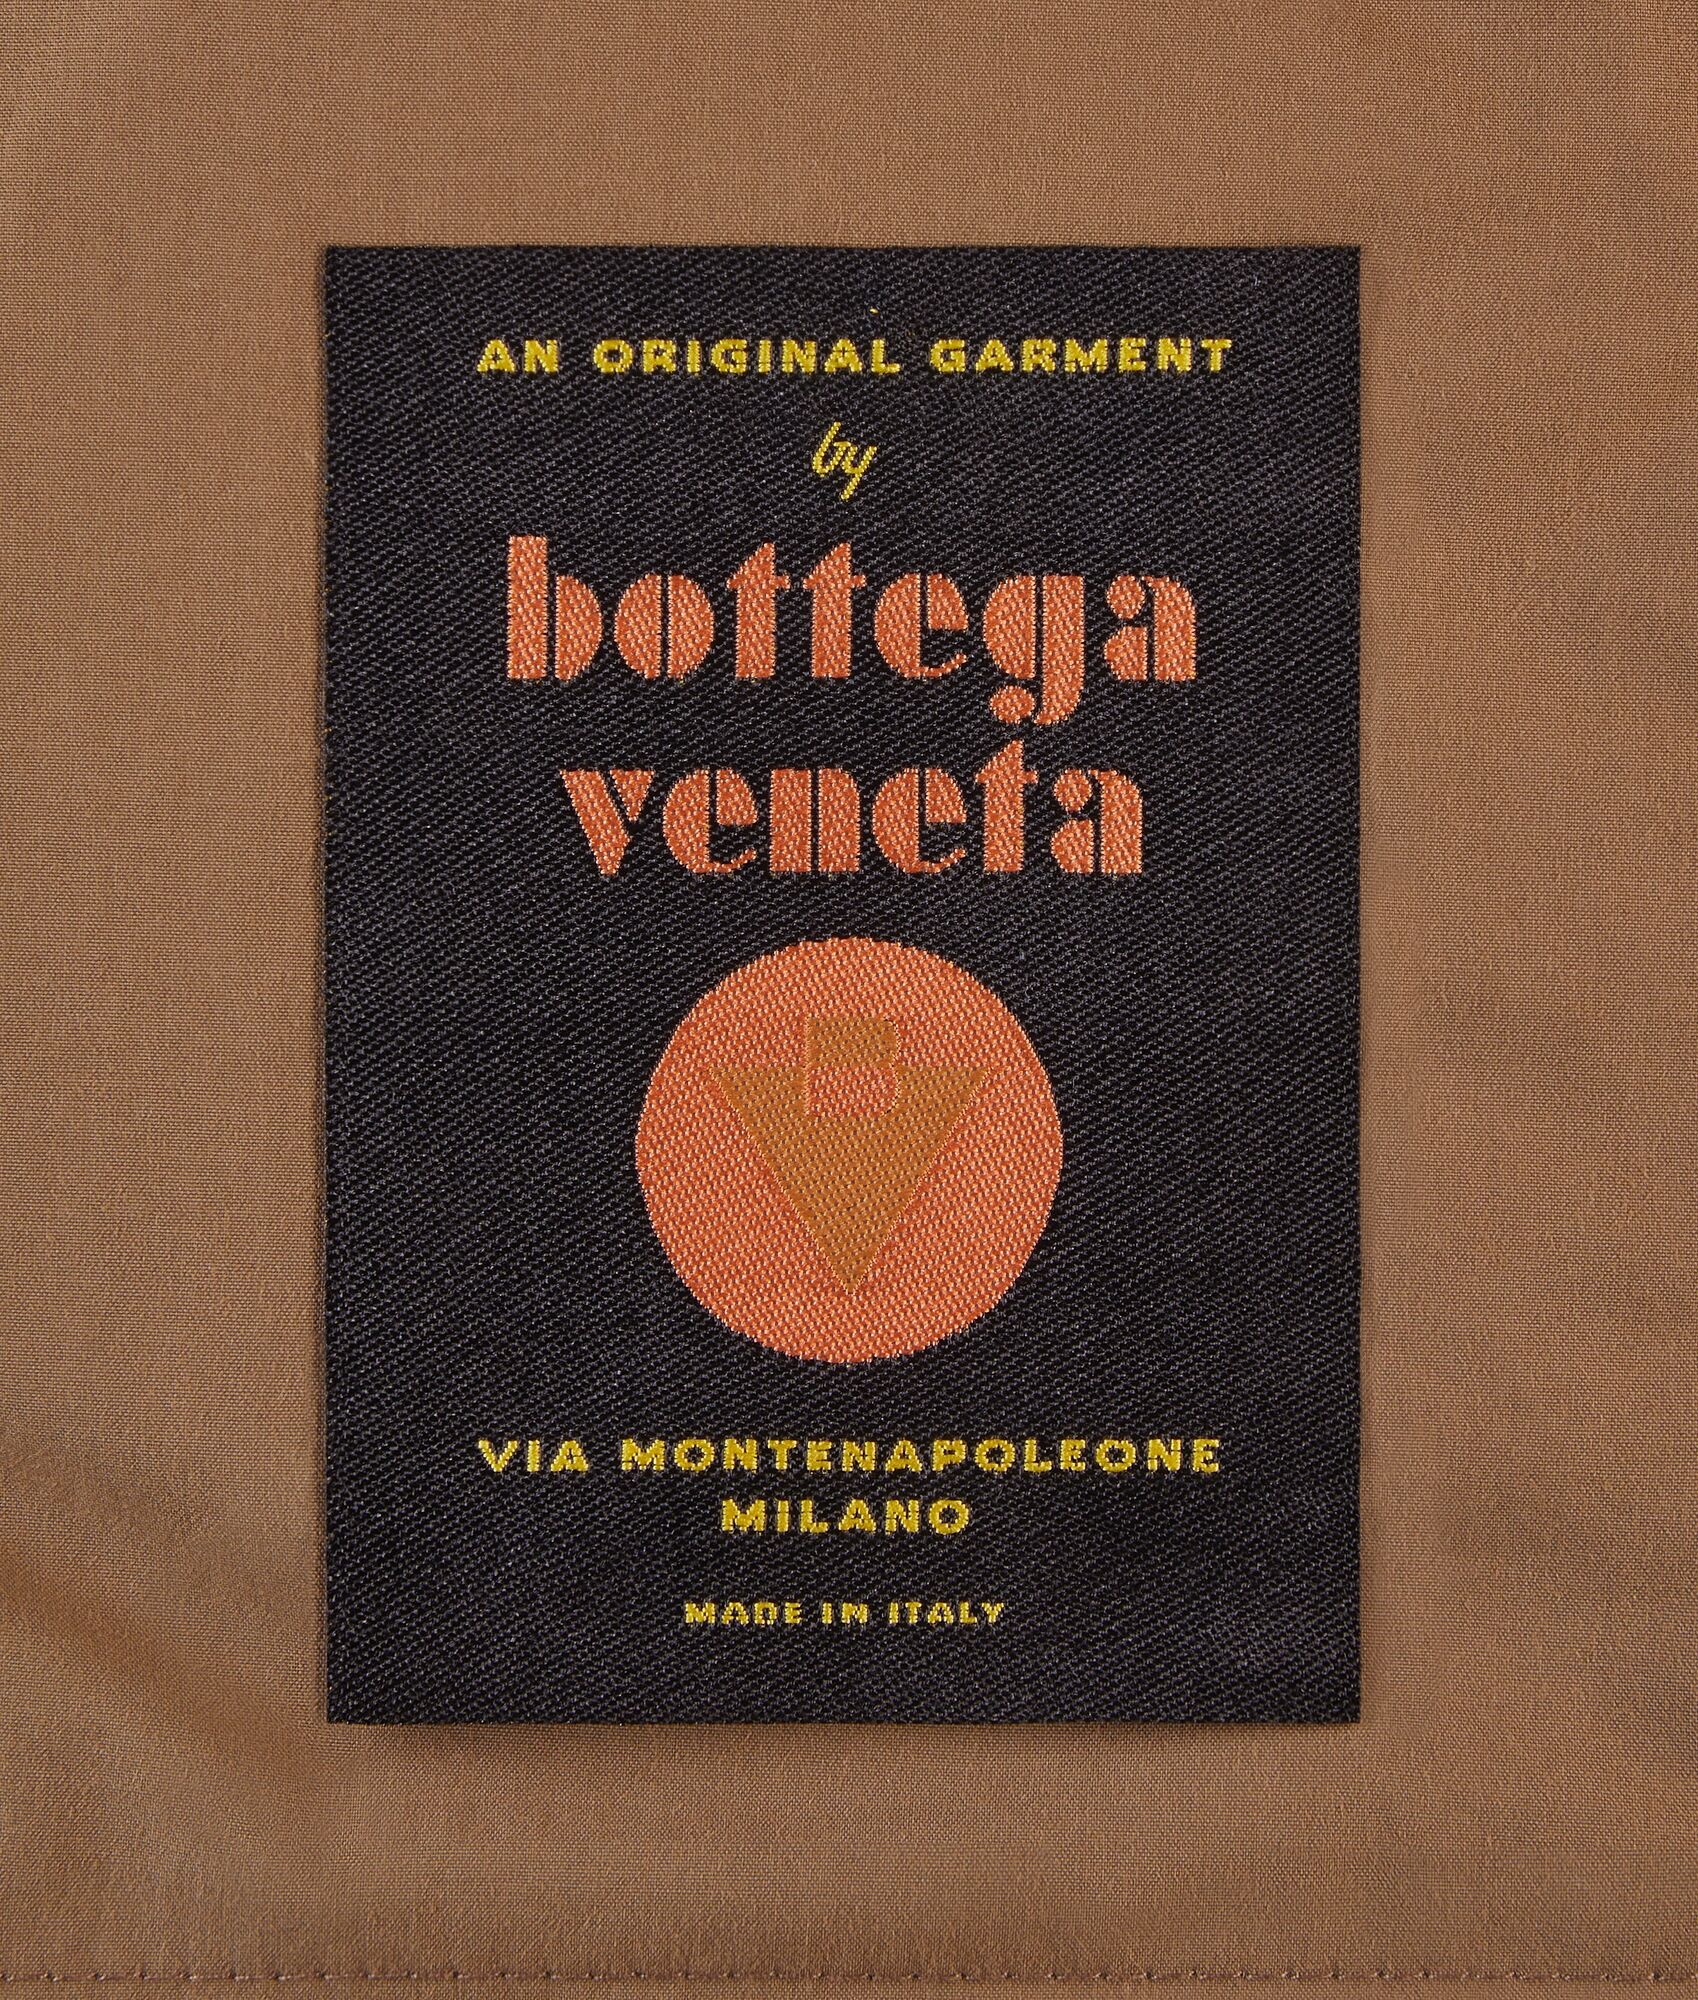 AN ORIGINAL GARMENT
by
bottega
veneta
B
V
VIA MONTENAPOLEONE
MILANO
MADE IN ITALY